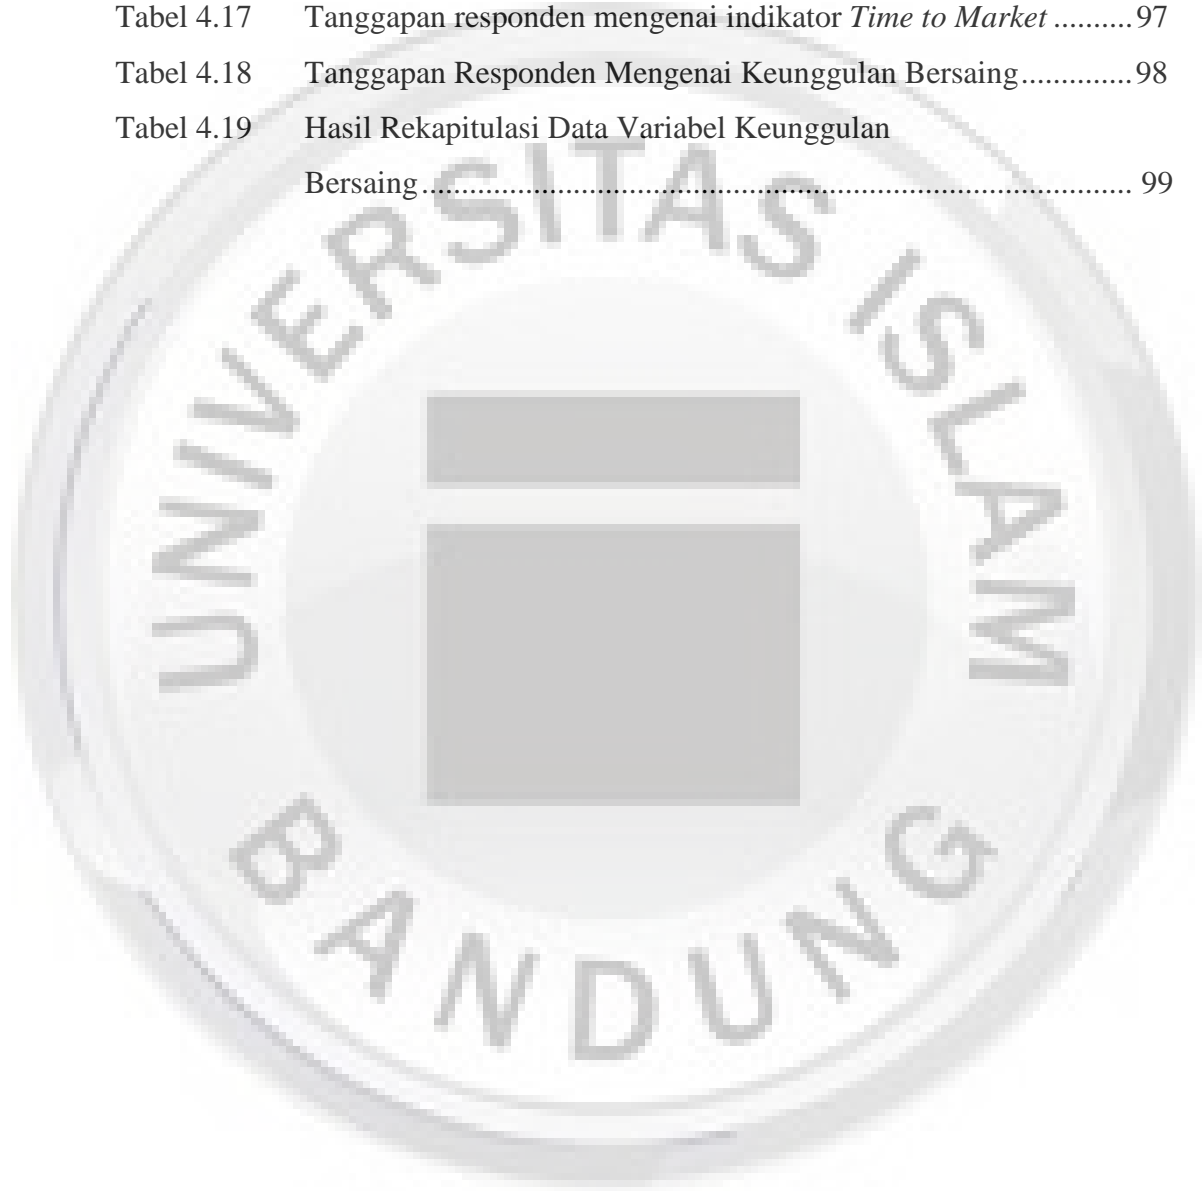 Tabel 4.17 Tanggapan responden mengenai indikator Time to Market ..........97
Tabel 4.18 Tanggapan Responden Mengenai Keunggulan Bersaing..............98
Tabel 4.19 Hasil Rekapitulasi Data Variabel Keunggulan
Bersaing......................................................................................... 99
UNIVERSITAS ISLAM
BANDUNG